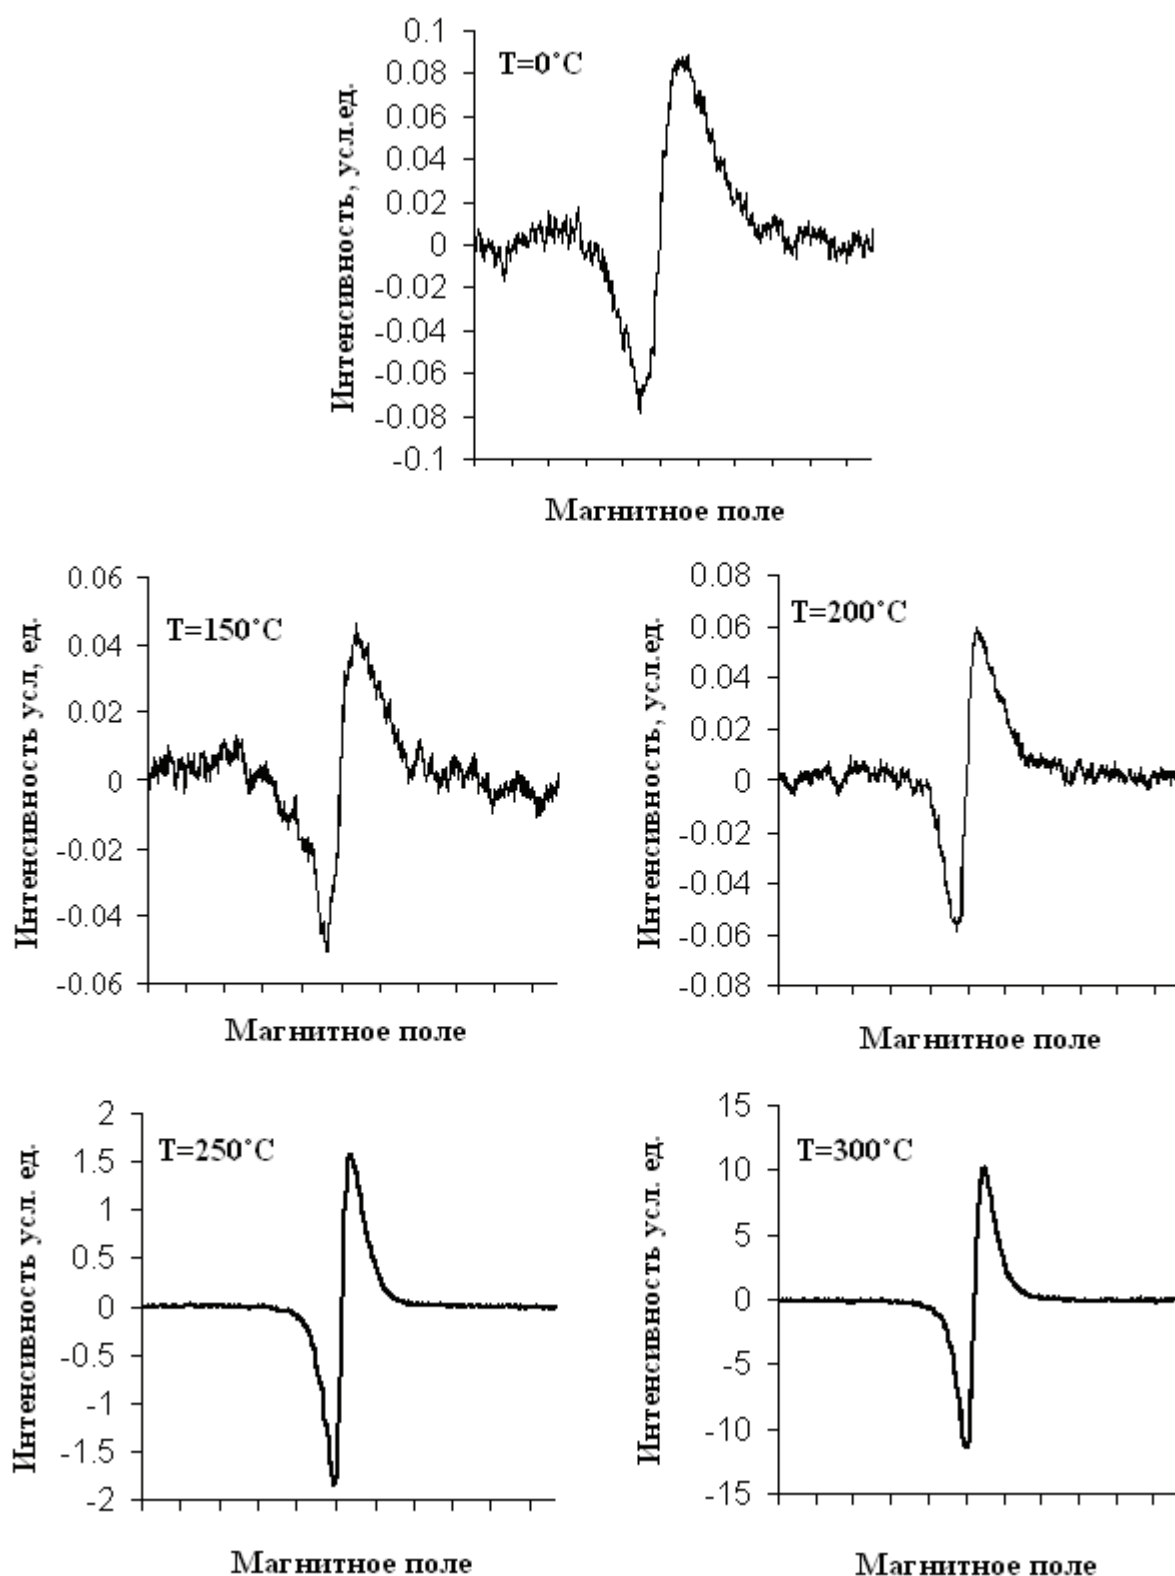 Интенсивность, усл.ед.
0.1
0.08
0.06
0.04
0.02
0
-0.02
-0.04
-0.06
-0.08
-0.1
T=0˚C
Магнитное поле
Интенсивность усл, ед.
0.06
0.04
0.02
0
-0.02
-0.04
-0.06
T=150˚C
Магнитное поле
Интенсивность, усл.ед.
0.08
0.06
0.04
0.02
0
-0.02
-0.04
-0.06
-0.08
T=200˚C
Магнитное поле
Интенсивность усл. ед.
2
1.5
1
0.5
0
-0.5
-1
-1.5
-2
T=250˚C
Магнитное поле
Интенсивность усл. ед.
15
10
5
0
-5
-10
-15
T=300˚C
Магнитное поле